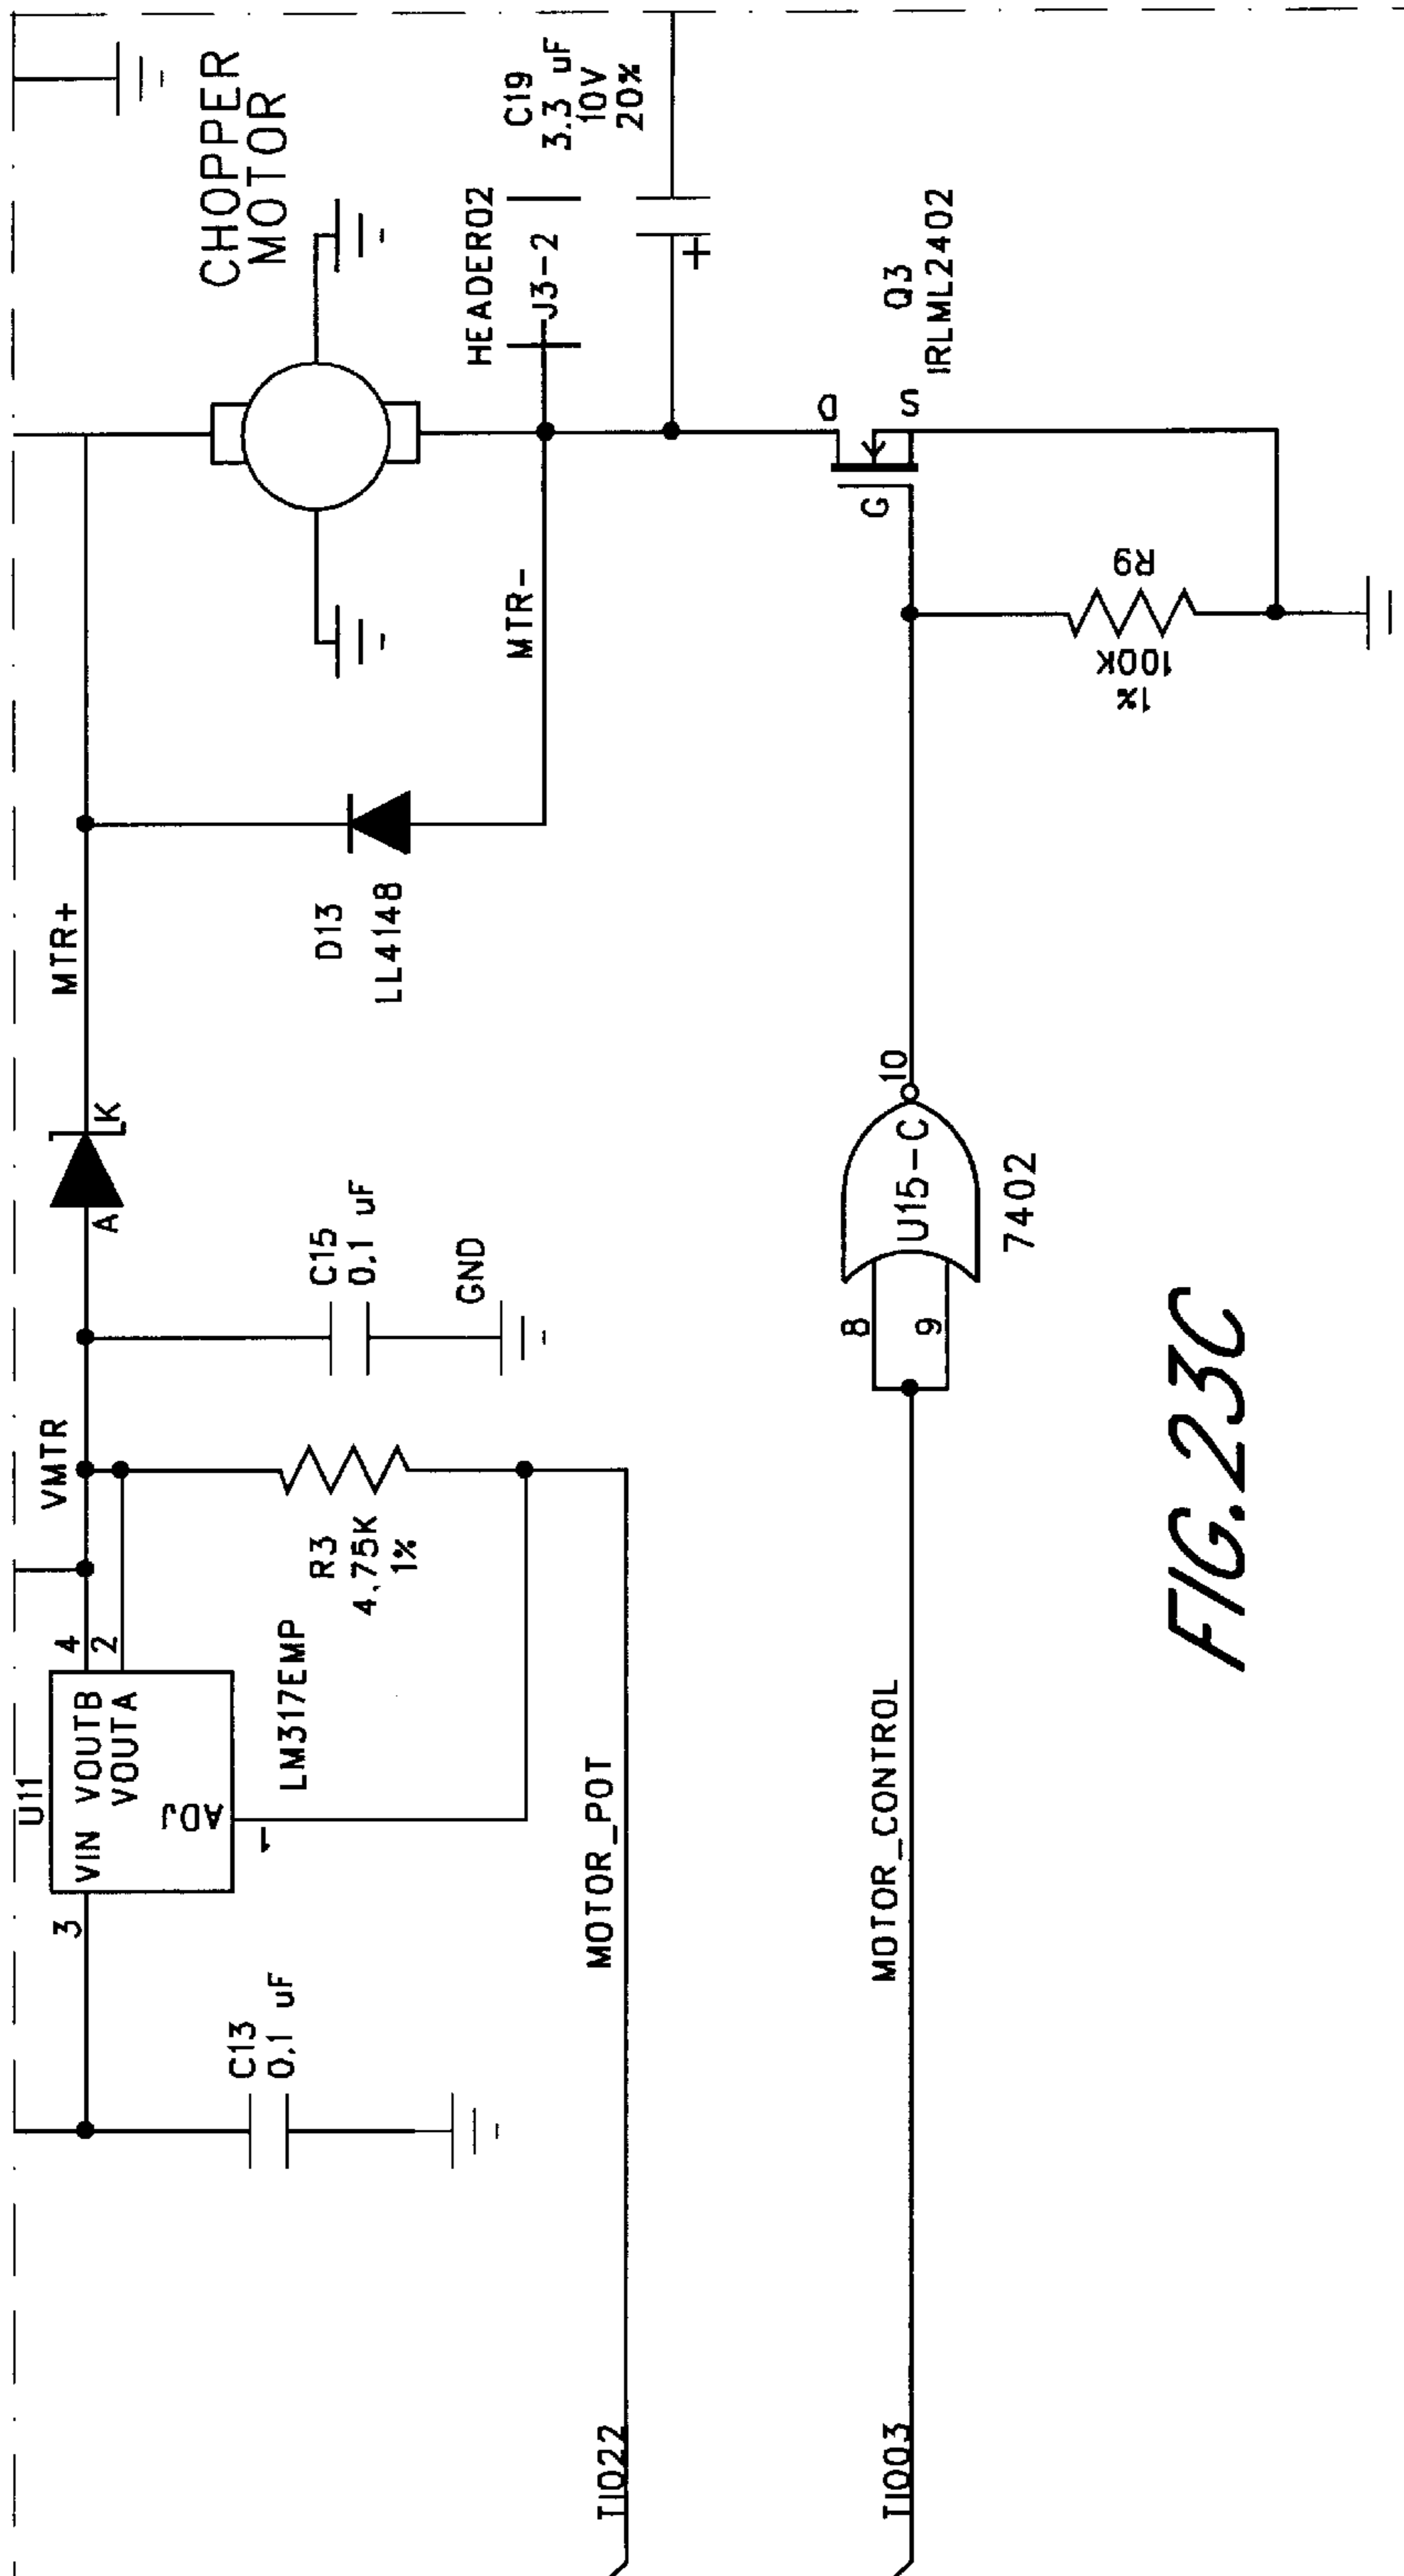 CHOPPER
MOTOR
C19
3.3 uF
10V
20%
HEADER02
J3-2
+
Q3
IRLML2402
D
S
G
R9
100K
1%
MTR+
MTR-
D13
LL4148
A
K
C15
0.1 uF
GND
VMTR
R3
4.75K
1%
U11
VIN
VOUTB
VOUTA
ADJ
3
4
2
1
LM317EMP
C13
0.1 uF
MOTOR_POT
TIO22
MOTOR_CONTROL
TIO03
8
9
10
U15-C
7402
FIG.23C